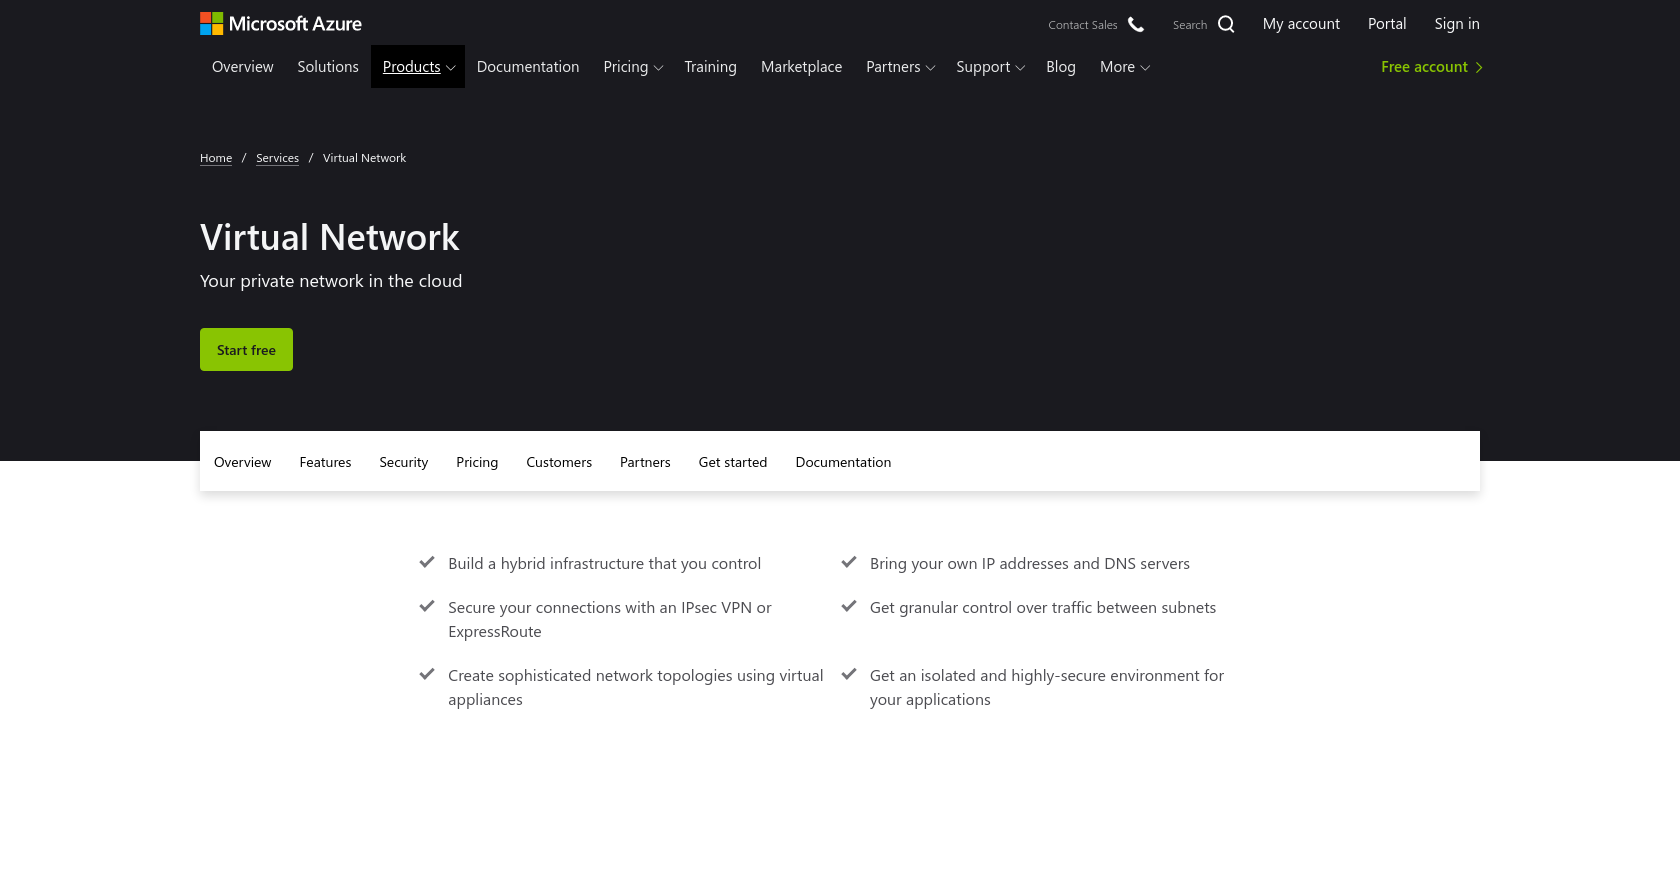 Microsoft Azure
Contact Sales
Search
My account
Portal
Sign in
Overview
Solutions
Products
Documentation
Pricing
Training
Marketplace
Partners
Support
Blog
More
Free account
Home / Services / Virtual Network
Virtual Network
Your private network in the cloud
Start free
Overview
Features
Security
Pricing
Customers
Partners
Get started
Documentation
Build a hybrid infrastructure that you control
Bring your own IP addresses and DNS servers
Secure your connections with an IPsec VPN or
ExpressRoute
Get granular control over traffic between subnets
Create sophisticated network topologies using virtual
appliances
Get an isolated and highly-secure environment for
your applications